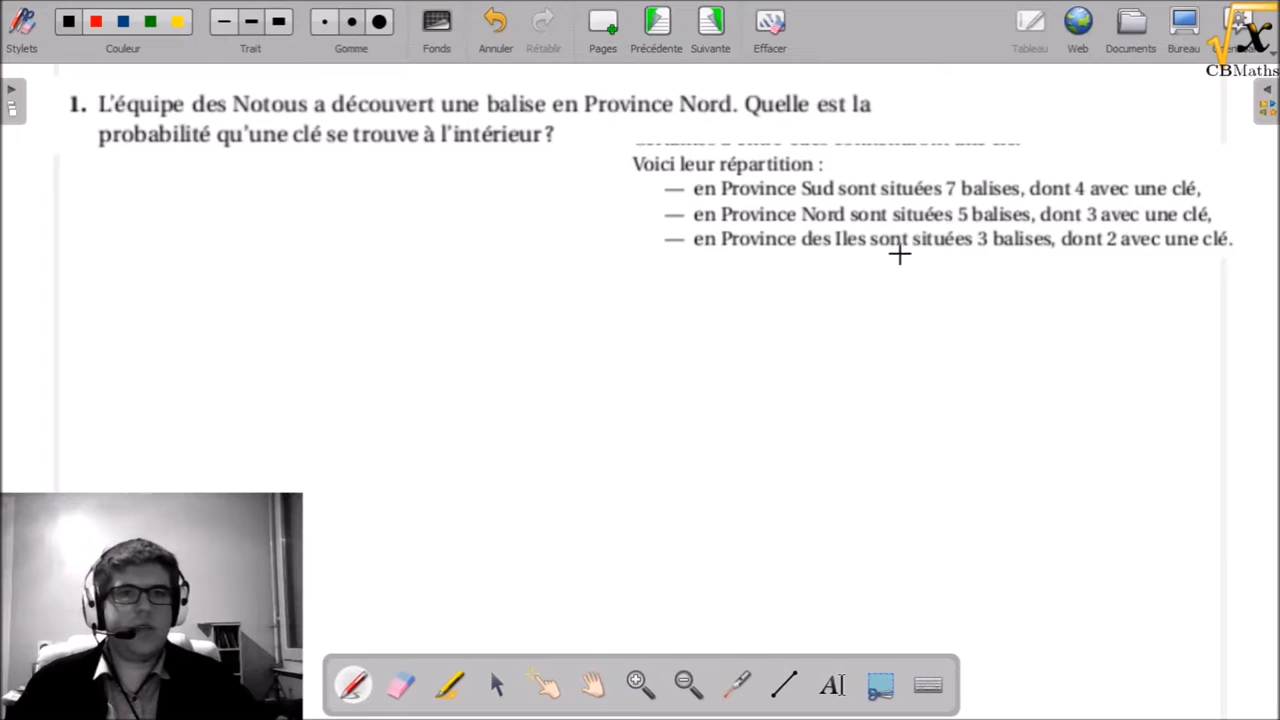 Stylets
Couleur
Trait
Gomme
Fonds
Annuler
Rétablir
Pages
Précédente
Suivante
Effacer
Tableau
Web
Documents
Bureau
CBMaths
1. L'équipe des Notous a découvert une balise en Province Nord. Quelle est la
probabilité qu'une clé se trouve à l'intérieur ?
Voici leur répartition :
— en Province Sud sont situées 7 balises, dont 4 avec une clé,
— en Province Nord sont situées 5 balises, dont 3 avec une clé,
— en Province des Iles sont situées 3 balises, dont 2 avec une clé.